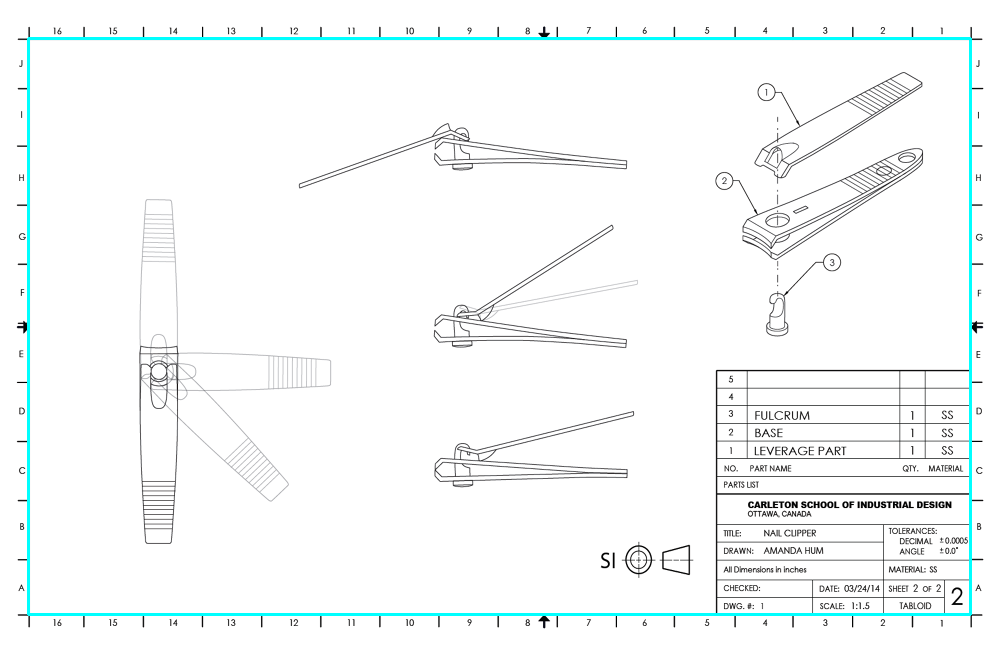 16 15 14 13 12 11 10 9 8 7 6 5 4 3 2 1
J J
I I
H H
G G
F F
E E
D D
C C
B B
A A
1
2
3
5
4
3 FULCRUM 1 SS
2 BASE 1 SS
1 LEVERAGE PART 1 SS
NO. PART NAME QTY. MATERIAL
PARTS LIST
CARLETON SCHOOL OF INDUSTRIAL DESIGN
OTTAWA, CANADA
TITLE: NAIL CLIPPER
TOLERANCES:
DECIMAL ±0.0005
ANGLE ±0.0°
DRAWN: AMANDA HUM
All Dimensions in inches
MATERIAL: SS
CHECKED:
DATE: 03/24/14
SHEET 2 OF 2
2
DWG. #: 1
SCALE: 1:1.5
TABLOID
SI
16 15 14 13 12 11 10 9 8 7 6 5 4 3 2 1